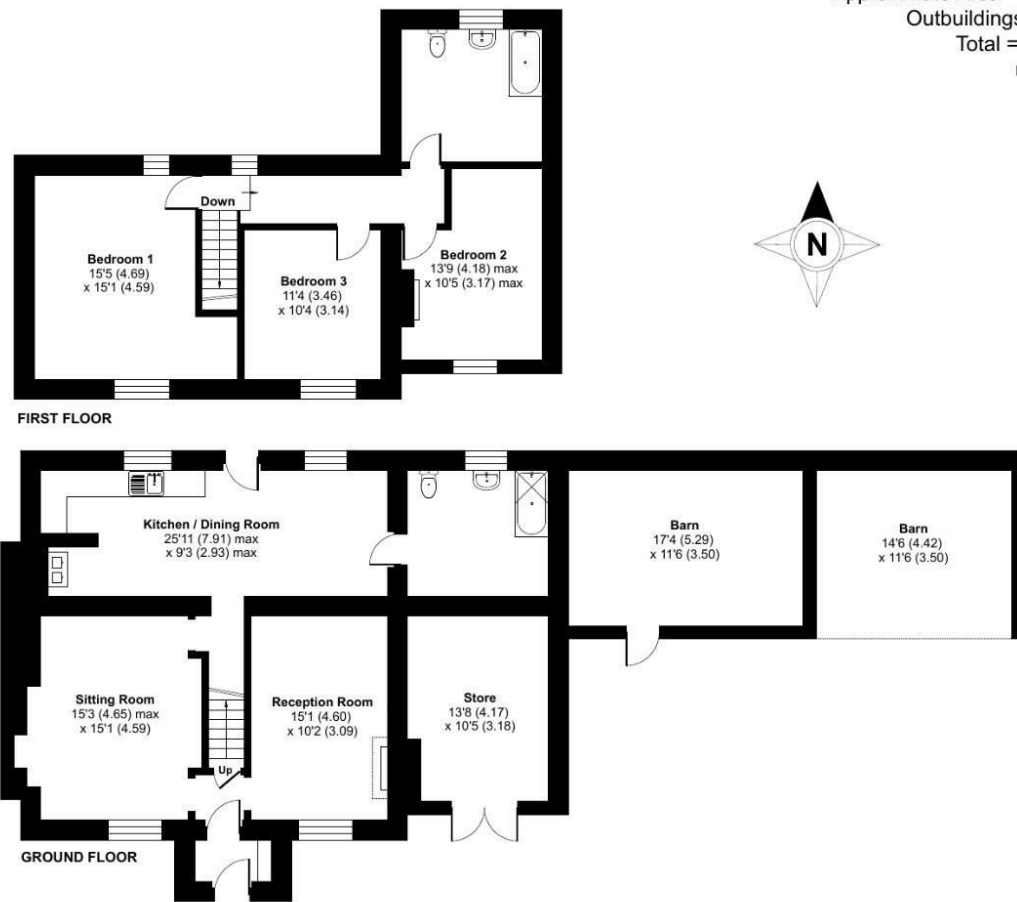 Outbuildings
Total =
Down
Bedroom 1
15'5 (4.69)
x 15'1 (4.59)
Bedroom 3
11'4 (3.46)
x 10'4 (3.14)
Bedroom 2
13'9 (4.18) max
x 10'5 (3.17) max
N
FIRST FLOOR
Kitchen / Dining Room
25'11 (7.91) max
x 9'3 (2.93) max
Barn
17'4 (5.29)
x 11'6 (3.50)
Barn
14'6 (4.42)
x 11'6 (3.50)
Sitting Room
15'3 (4.65) max
x 15'1 (4.59)
Reception Room
15'1 (4.60)
x 10'2 (3.09)
Store
13'8 (4.17)
x 10'5 (3.18)
Up
GROUND FLOOR